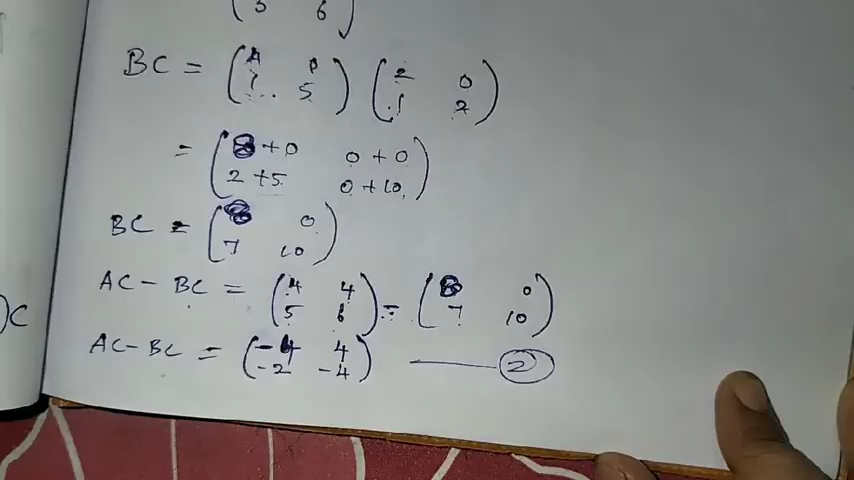 5 6 )
BC = ( 4 0 ) ( 2 0 )
( 1 5 ) ( 1 2 )
= ( 8 + 0 0 + 0 )
( 2 + 5 0 + 10 )
BC = ( 8 0 )
( 7 10 )
AC - BC = ( 4 4 ) - ( 8 0 )
( 5 6 ) ( 7 10 )
AC - BC = ( -4 4 ) — 2
( -2 -4 )
)C